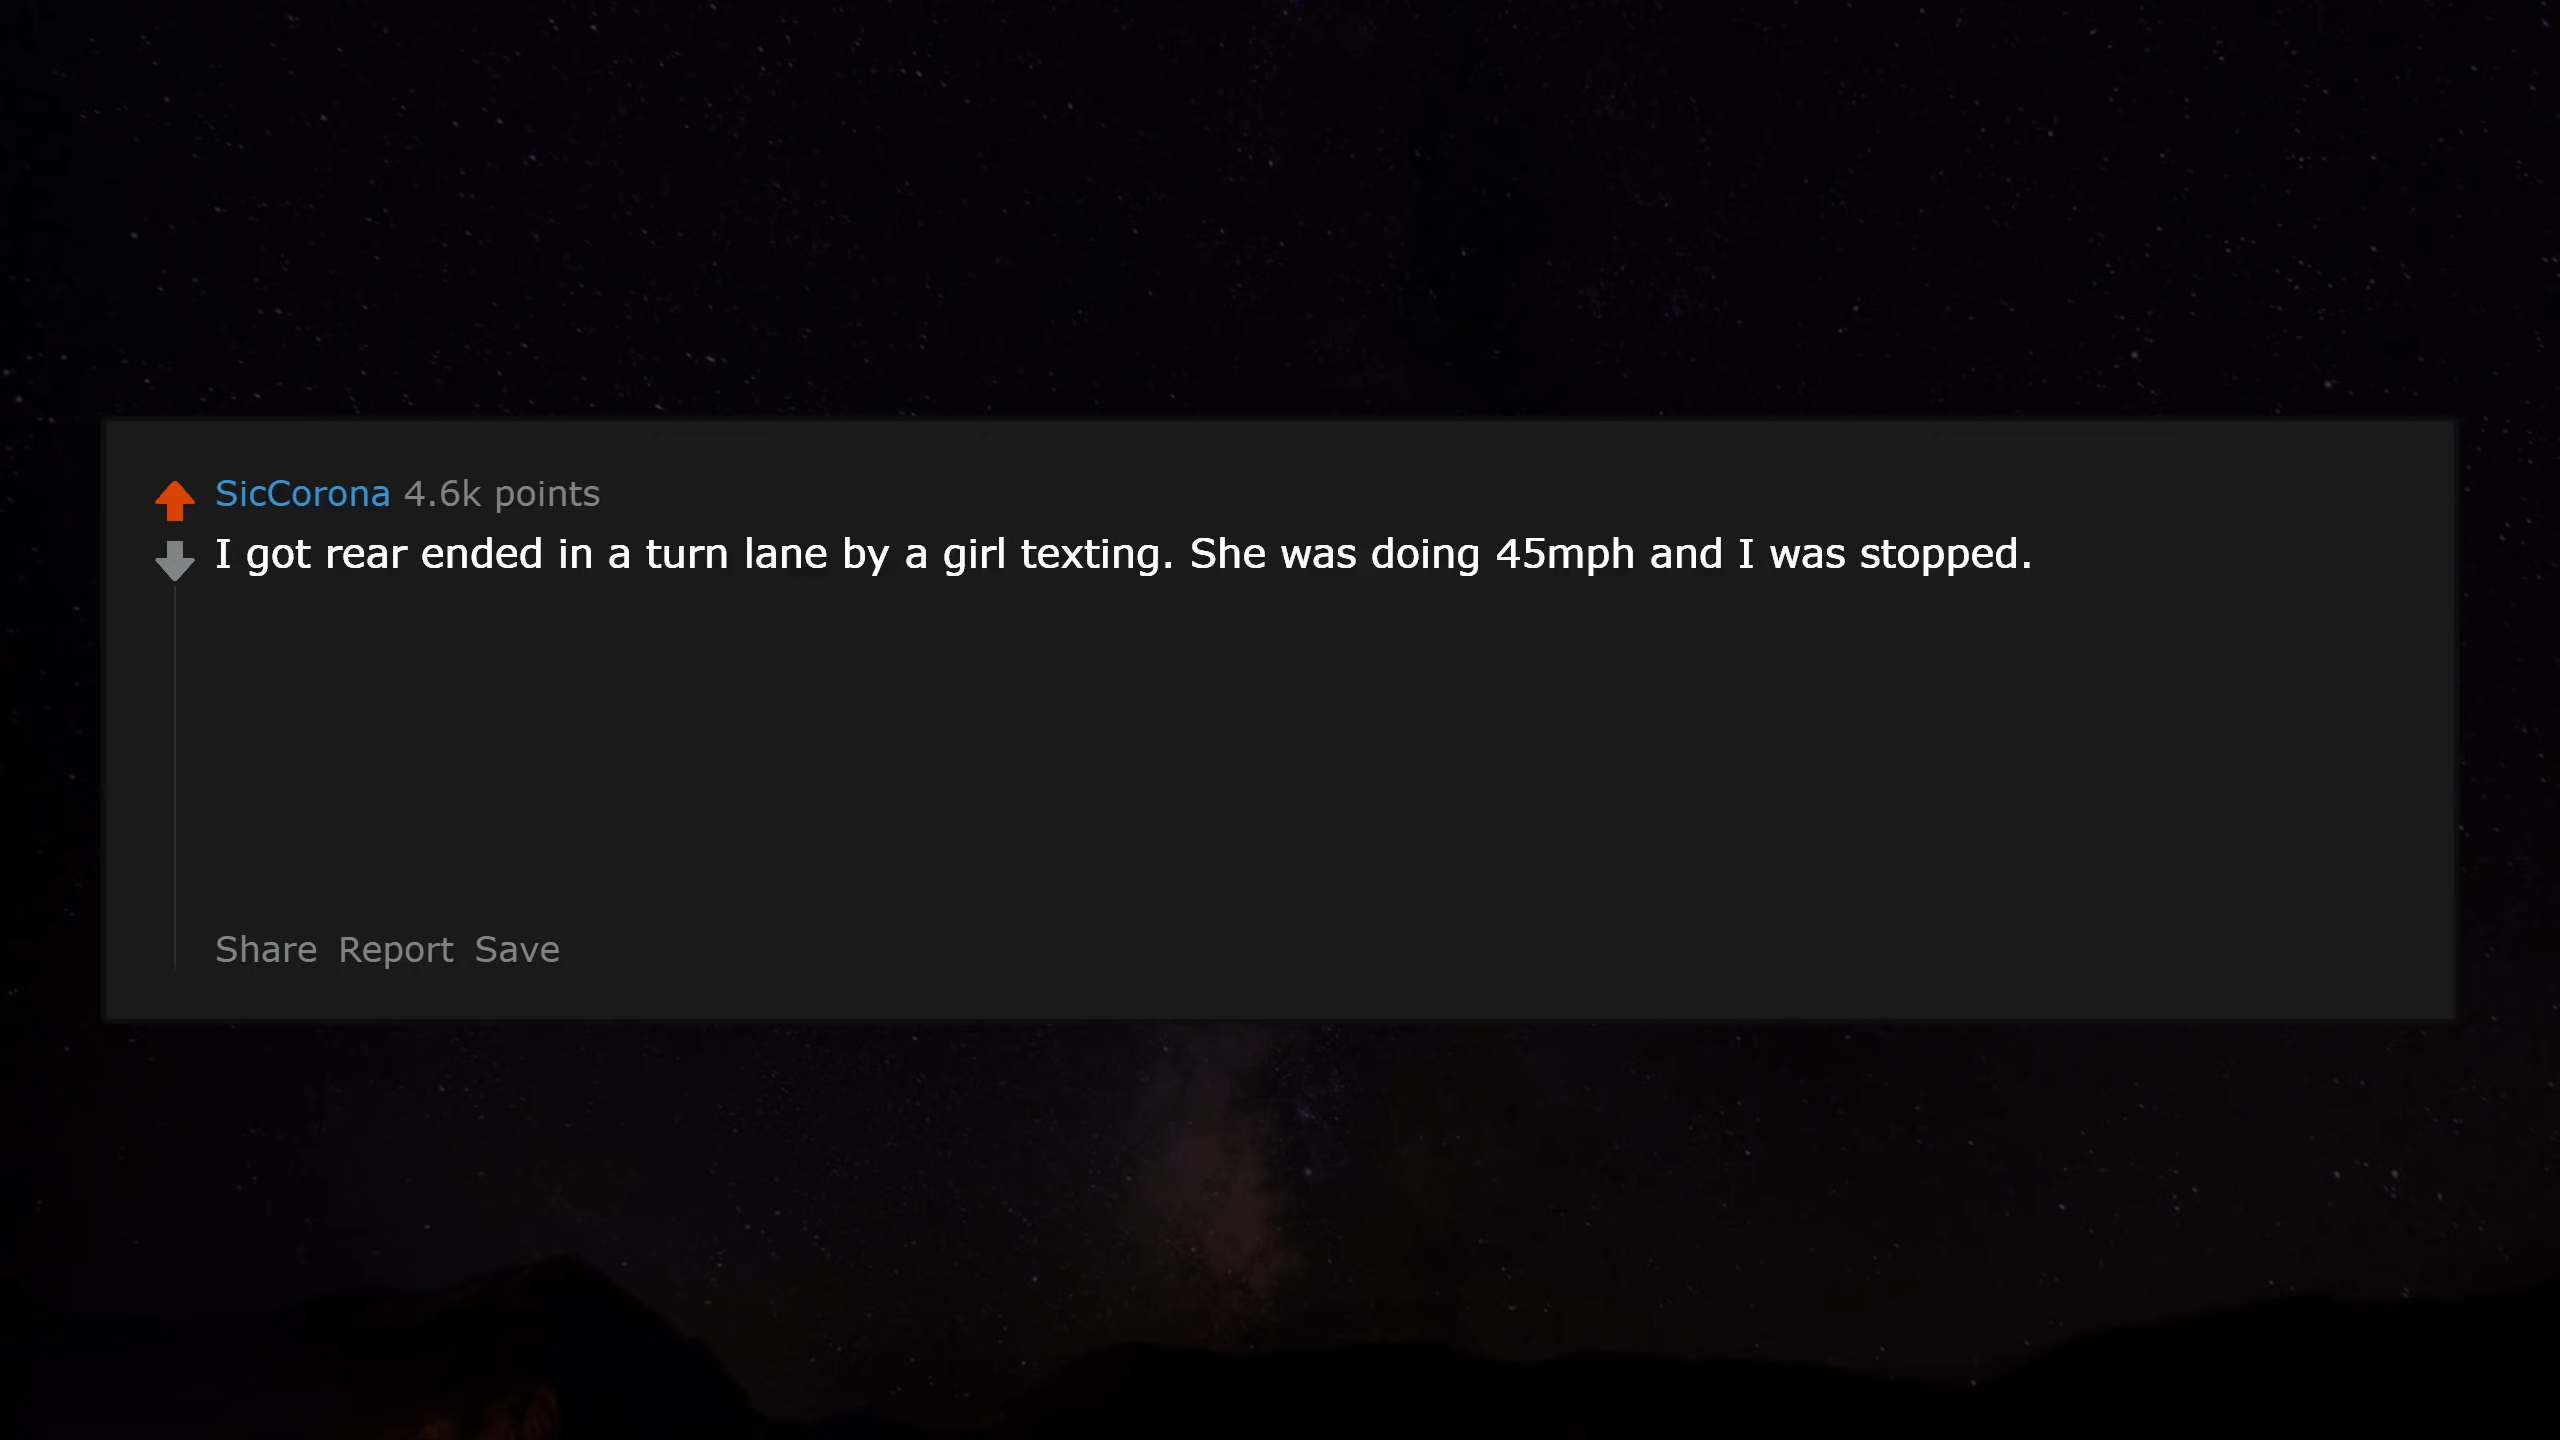 SicCorona 4.6k points
I got rear ended in a turn lane by a girl texting. She was doing 45mph and I was stopped.
Share Report Save